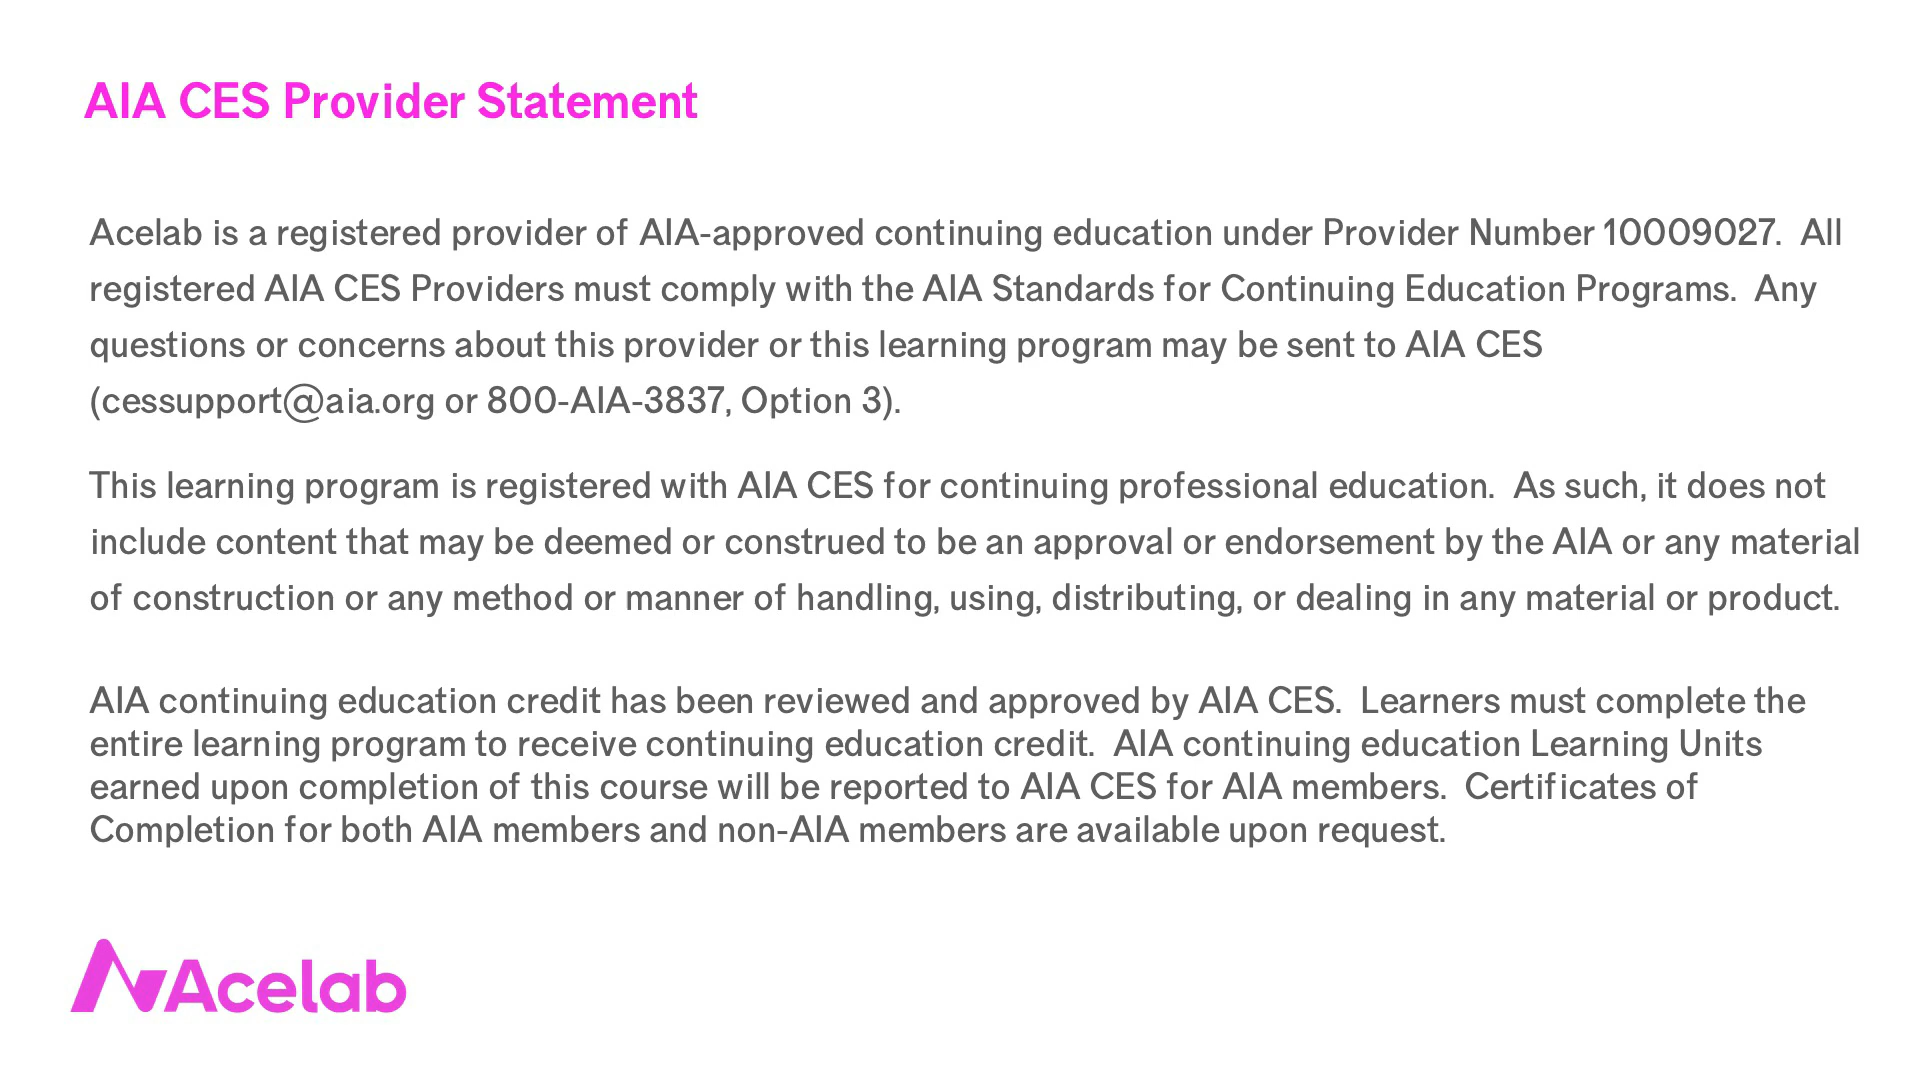 AIA CES Provider Statement
Acelab is a registered provider of AIA-approved continuing education under Provider Number 10009027.  All
registered AIA CES Providers must comply with the AIA Standards for Continuing Education Programs.  Any
questions or concerns about this provider or this learning program may be sent to AIA CES
(cessupport@aia.org or 800-AIA-3837, Option 3).
This learning program is registered with AIA CES for continuing professional education.  As such, it does not
include content that may be deemed or construed to be an approval or endorsement by the AIA or any material
of construction or any method or manner of handling, using, distributing, or dealing in any material or product.
AIA continuing education credit has been reviewed and approved by AIA CES.  Learners must complete the
entire learning program to receive continuing education credit.  AIA continuing education Learning Units
earned upon completion of this course will be reported to AIA CES for AIA members.  Certificates of
Completion for both AIA members and non-AIA members are available upon request.
Acelab